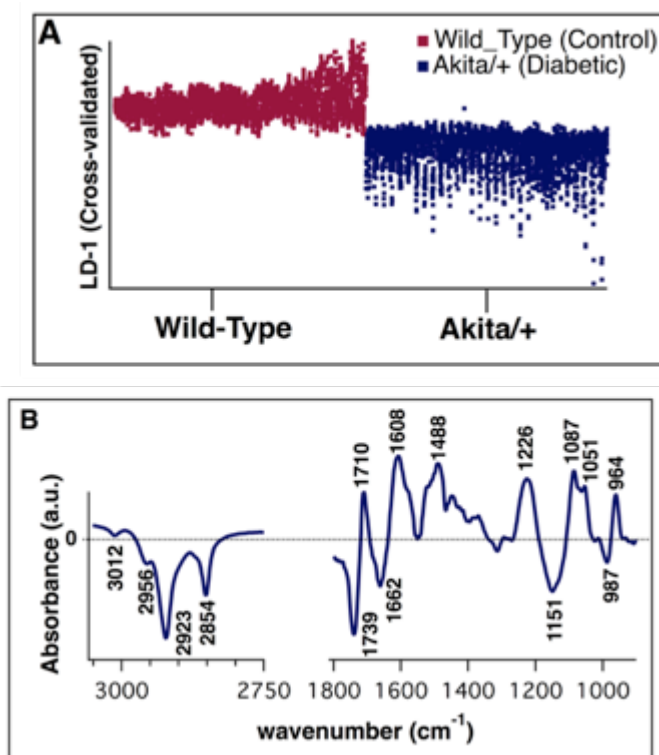 A
Wild_Type (Control)
Akita/+ (Diabetic)
LD-1 (Cross-validated)
Wild-Type Akita/+
B
Absorbance (a.u.)
0
3012
2956
2923
2854
1710
1739
1608
1662
1488
1226
1151
1087
1051
964
987
3000 2750 1800 1600 1400 1200 1000
wavenumber (cm⁻¹)